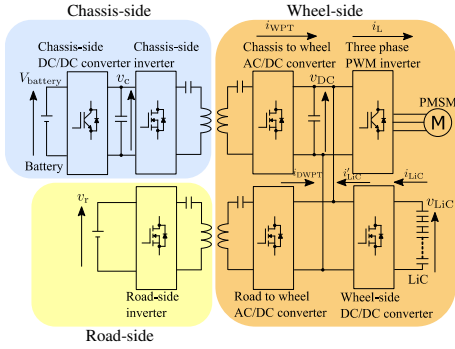 Chassis-side
Wheel-side
Chassis-side
DC/DC converter
Chassis-side
inverter
V_battery
v_c
Battery
i_WPT
i_L
Chassis to wheel
AC/DC converter
Three phase
PWM inverter
v_DC
PMSM
M
i_DWPT
i'_LiC
i_LiC
v_r
v_LiC
LiC
Road-side
inverter
Road to wheel
AC/DC converter
Wheel-side
DC/DC converter
Road-side